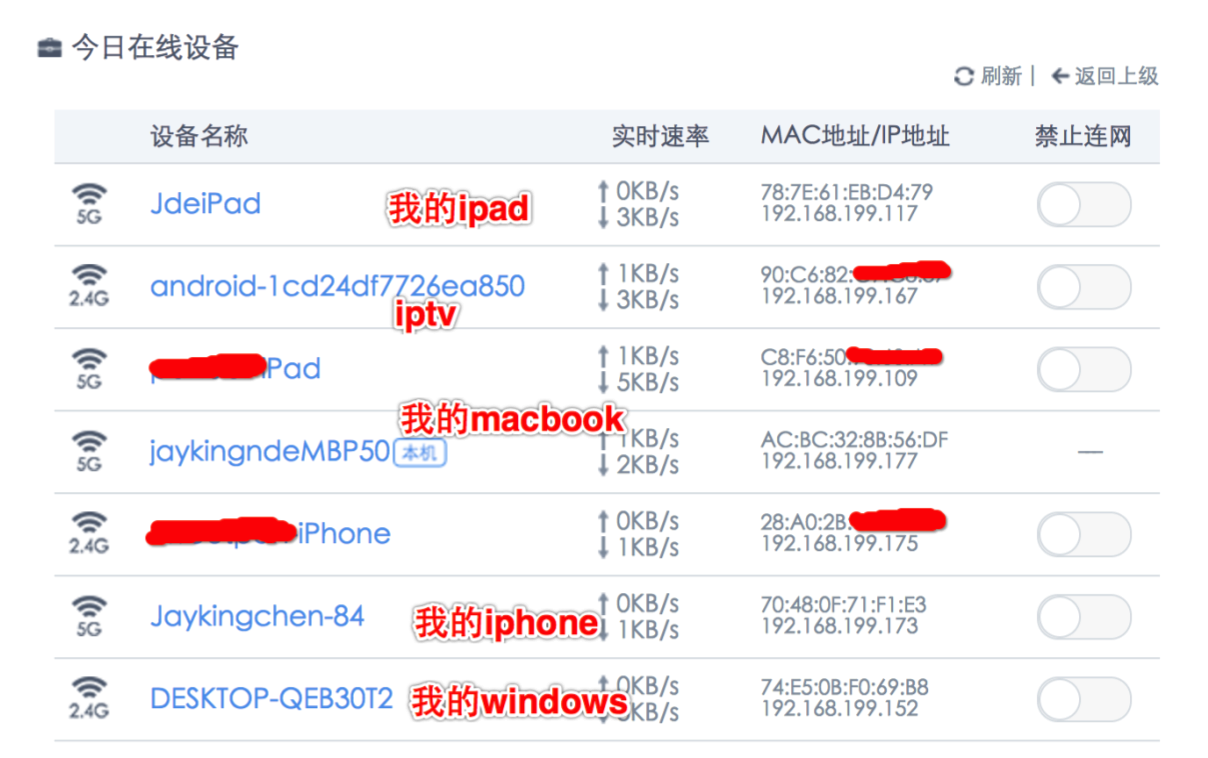 今日在线设备
刷新 | 返回上级
设备名称 实时速率 MAC地址/IP地址 禁止连网
5G JdeiPad 我的ipad 0KB/s 3KB/s 78:7E:61:EB:D4:79
192.168.199.117
2.4G android-1cd24df7726ea850 1KB/s 3KB/s 90:C6:82:
192.168.199.167
iptv
5G Pad 1KB/s 5KB/s C8:F6:50
192.168.199.109
我的macbook
5G jaykingndeMBP50 本机 1KB/s 2KB/s AC:BC:32:8B:56:DF
192.168.199.177
—
2.4G iPhone 0KB/s 1KB/s 28:A0:2B:
192.168.199.175
5G Jaykingchen-84 我的iphone 0KB/s 1KB/s 70:48:0F:71:F1:E3
192.168.199.173
2.4G DESKTOP-QEB30T2 我的windows 0KB/s KB/s 74:E5:0B:F0:69:B8
192.168.199.152